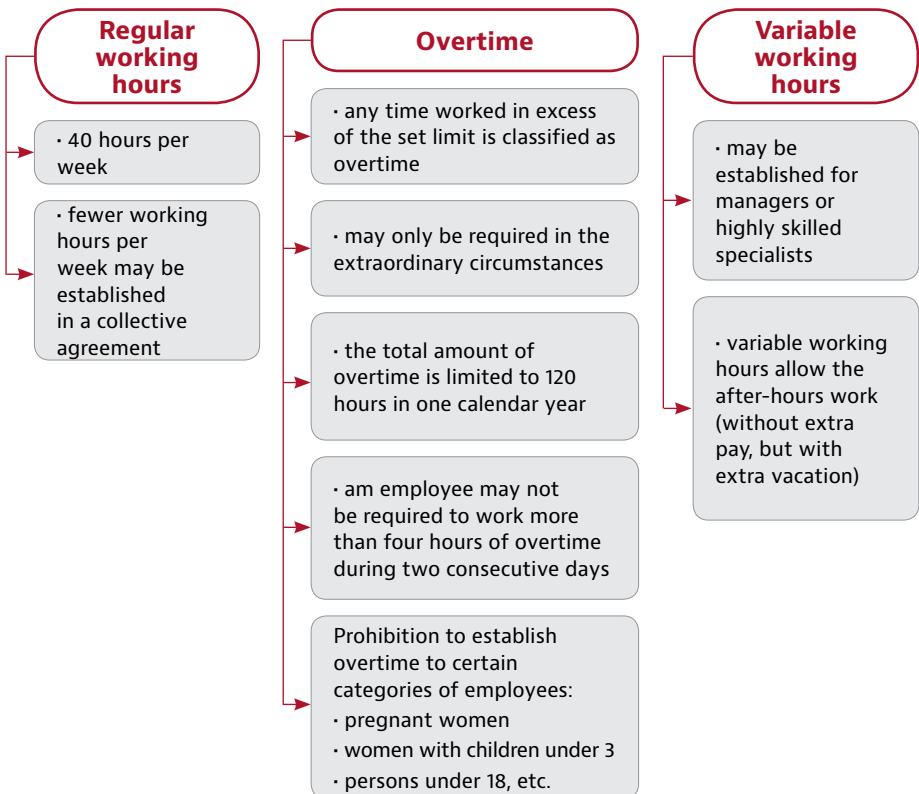 Regular
working
hours
· 40 hours per
week
· fewer working
hours per
week may be
established
in a collective
agreement
Overtime
· any time worked in excess
of the set limit is classified as
overtime
· may only be required in the
extraordinary circumstances
· the total amount of
overtime is limited to 120
hours in one calendar year
· am employee may not
be required to work more
than four hours of overtime
during two consecutive days
Prohibition to establish
overtime to certain
categories of employees:
· pregnant women
· women with children under 3
· persons under 18, etc.
Variable
working
hours
· may be
established for
managers or
highly skilled
specialists
· variable working
hours allow the
after-hours work
(without extra
pay, but with
extra vacation)